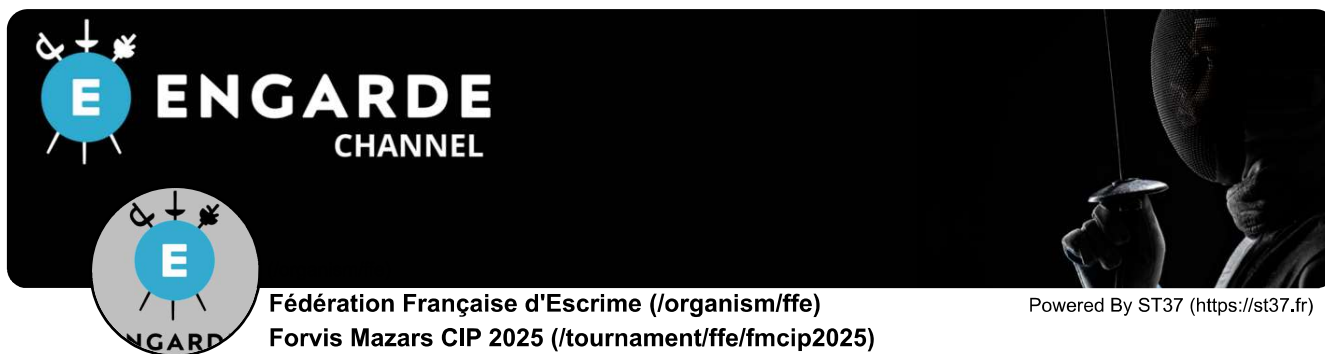 E ENGARDE
CHANNEL
E
NGARD
Fédération Française d'Escrime (/organism/ffe)
Powered By ST37 (https://st37.fr)
Forvis Mazars CIP 2025 (/tournament/ffe/fmcip2025)